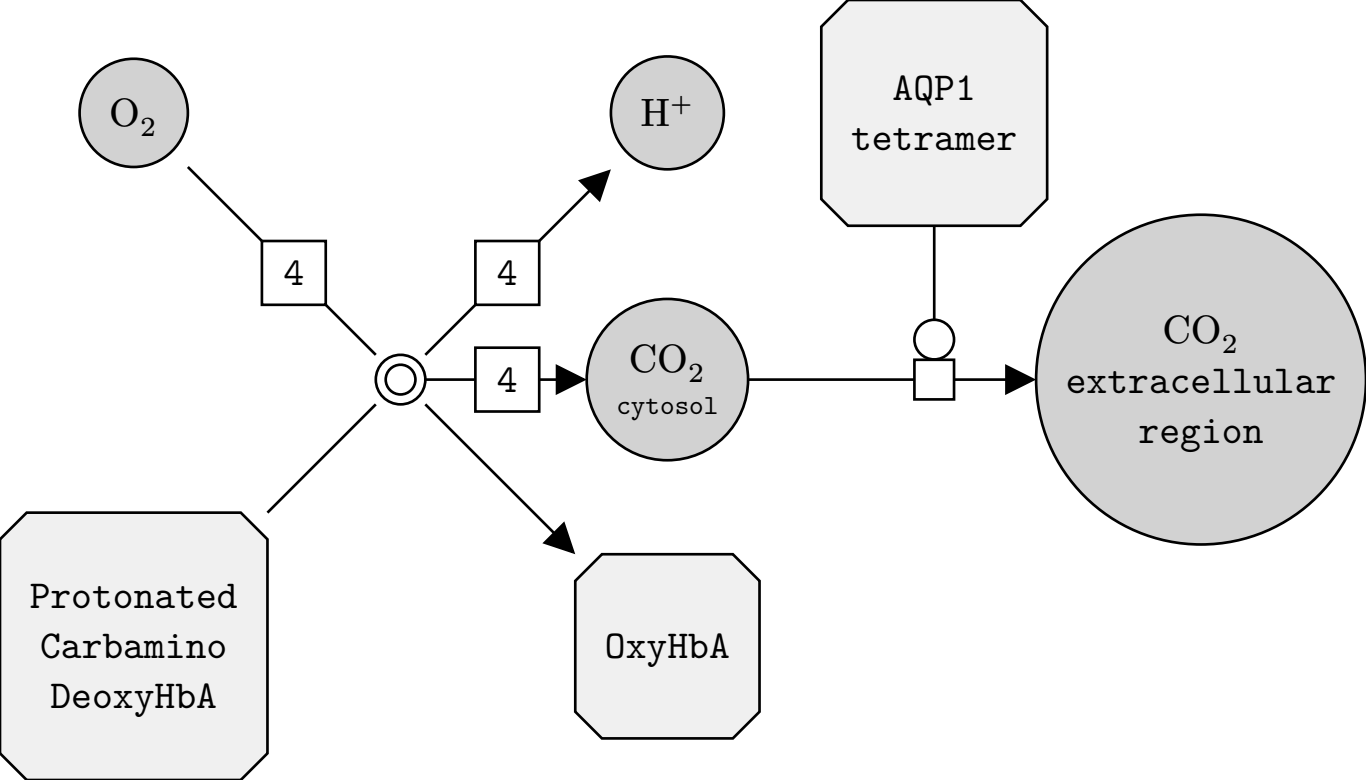 O₂
H⁺
AQP1
tetramer
4
4
4
CO₂
cytosol
CO₂
extracellular
region
Protonated
Carbamino
DeoxyHbA
OxyHbA